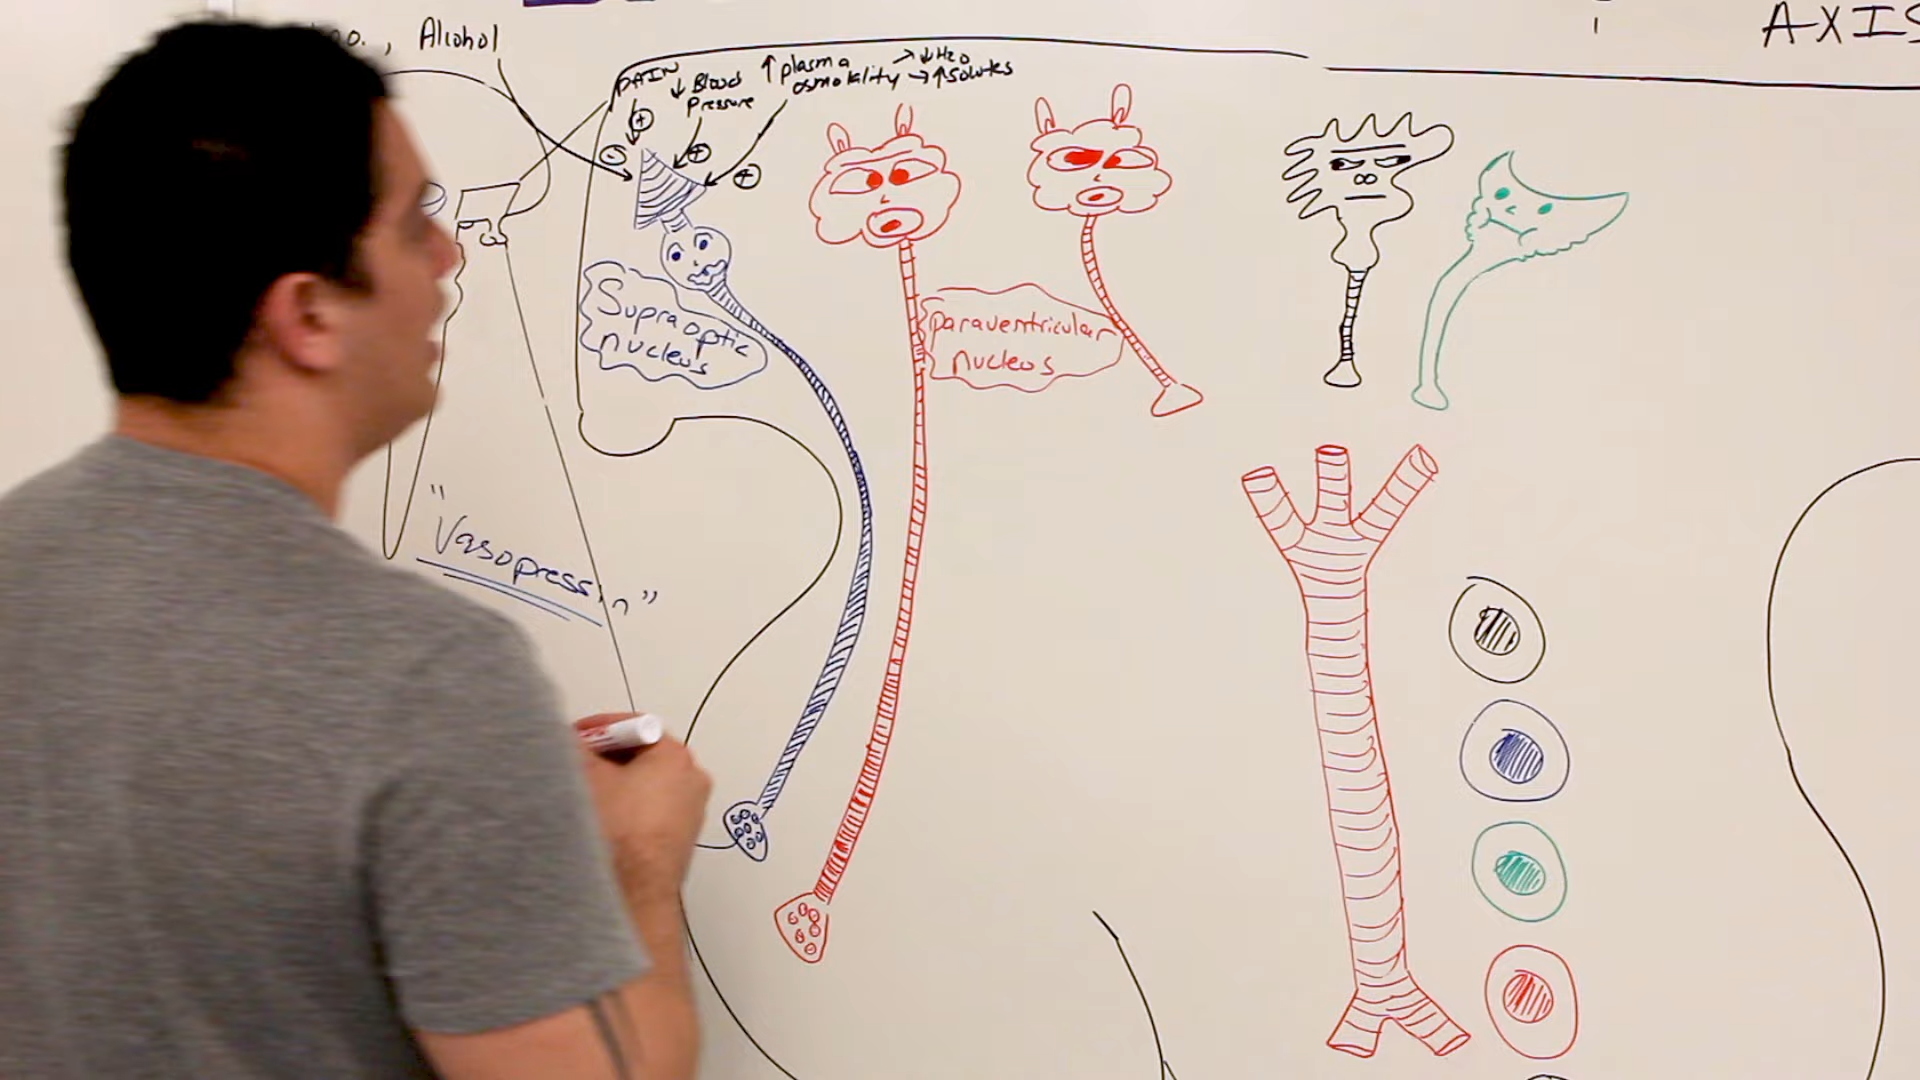 Alcohol
AXIS
PAIN
↓ Blood
Pressure
↑ plasma
osmolality
→ ↓ H2O
→ ↑ Solutes
+
-
+
+
Supraoptic
nucleus
paraventricular
nucleus
"Vasopressin"